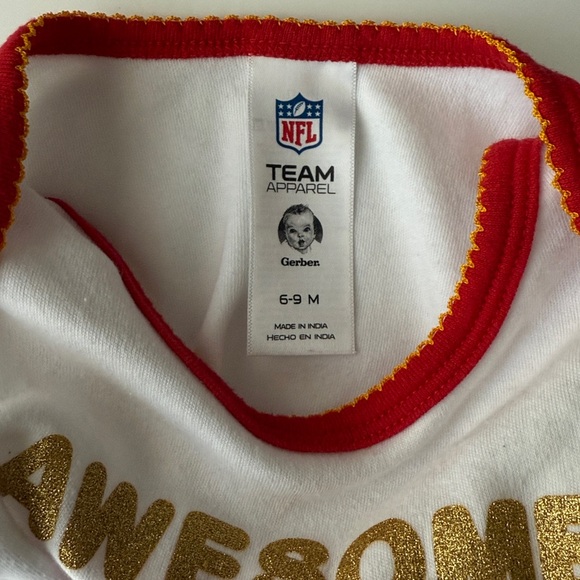 NFL
TEAM
APPAREL
Gerber.
6-9 M
MADE IN INDIA
HECHO EN INDIA
AWESOME